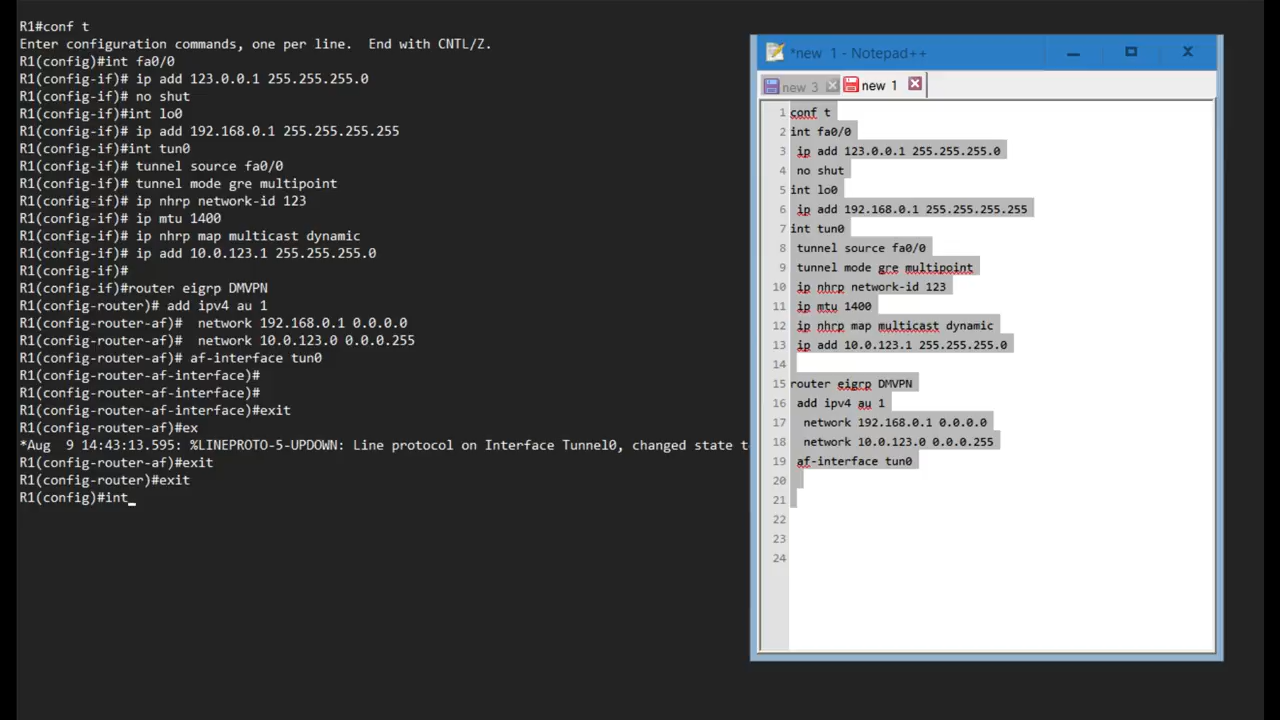 R1#conf t
Enter configuration commands, one per line.  End with CNTL/Z.
R1(config)#int fa0/0
R1(config-if)# ip add 123.0.0.1 255.255.255.0
R1(config-if)# no shut
R1(config-if)#int lo0
R1(config-if)# ip add 192.168.0.1 255.255.255.255
R1(config-if)#int tun0
R1(config-if)# tunnel source fa0/0
R1(config-if)# tunnel mode gre multipoint
R1(config-if)# ip nhrp network-id 123
R1(config-if)# ip mtu 1400
R1(config-if)# ip nhrp map multicast dynamic
R1(config-if)# ip add 10.0.123.1 255.255.255.0
R1(config-if)#
R1(config-if)#router eigrp DMVPN
R1(config-router)# add ipv4 au 1
R1(config-router-af)#  network 192.168.0.1 0.0.0.0
R1(config-router-af)#  network 10.0.123.0 0.0.0.255
R1(config-router-af)# af-interface tun0
R1(config-router-af-interface)#
R1(config-router-af-interface)#
R1(config-router-af-interface)#exit
R1(config-router-af)#ex
*Aug  9 14:43:13.595: %LINEPROTO-5-UPDOWN: Line protocol on Interface Tunnel0, changed state t
R1(config-router-af)#exit
R1(config-router)#exit
R1(config)#int_
*new  1 - Notepad++
new 3
new 1
1 conf t
2 int fa0/0
3  ip add 123.0.0.1 255.255.255.0
4  no shut
5 int lo0
6  ip add 192.168.0.1 255.255.255.255
7 int tun0
8  tunnel source fa0/0
9  tunnel mode gre multipoint
10  ip nhrp network-id 123
11  ip mtu 1400
12  ip nhrp map multicast dynamic
13  ip add 10.0.123.1 255.255.255.0
14
15 router eigrp DMVPN
16  add ipv4 au 1
17   network 192.168.0.1 0.0.0.0
18   network 10.0.123.0 0.0.0.255
19  af-interface tun0
20
21
22
23
24